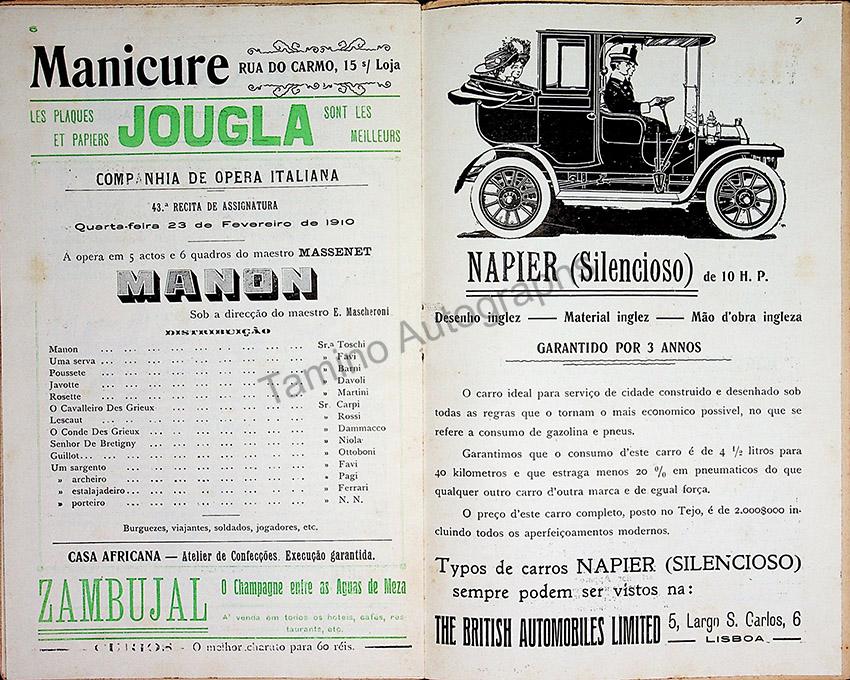 6
Manicure RUA DO CARMO, 15 s/ Loja
LES PLAQUES ET PAPIERS JOUGLA SONT LES MEILLEURS
COMPANHIA DE OPERA ITALIANA
43.ª RECITA DE ASSIGNATURA
Quarta-feira 23 de Fevereiro de 1910
A opera em 5 actos e 6 quadros do maestro MASSENET
MANON
Sob a direcção do maestro E. Mascheroni
DISTRIBUIÇÃO
Manon ... ... ... ... ... ... ... Sr.ª Toschi
Uma serva ... ... ... ... ... ... » Favi
Poussete ... ... ... ... ... ... » Barni
Javotte ... ... ... ... ... ... » Davoli
Rosette ... ... ... ... ... ... » Martini
O Cavalleiro Des Grieux ... ... ... ... Sr. Carpi
Lescaut ... ... ... ... ... ... » Rossi
O Conde Des Grieux ... ... ... ... ... » Dammacco
Senhor De Bretigny ... ... ... ... ... » Niola
Guillot... ... ... ... ... ... ... » Ottoboni
Um sargento ... ... ... ... ... ... » Favi
» archeiro ... ... ... ... ... ... » Pagi
» estalajadeiro... ... ... ... ... ... » Ferrari
» porteiro ... ... ... ... ... ... » N. N.
Burguezes, viajantes, soldados, jogadores, etc.
CASA AFRICANA — Atelier de Confecções. Execução garantida.
ZAMBUJAL O Champagne entre as Aguas de Meza
A' venda em todos os hoteis, cafés, res-
taurants, etc.
O melhor charuto para 60 réis.
7
NAPIER (Silencioso) de 10 H. P.
Desenho inglez — Material inglez — Mão d'obra ingleza
GARANTIDO POR 3 ANNOS
O carro ideal para serviço de cidade construido e desenhado sob
todas as regras que o tornam o mais economico possivel, no que se
refere a consumo de gazolina e pneus.
Garantimos que o consumo d'este carro é de 4 ½ litros para
40 kilometros e que estraga menos 20 % em pneumaticos do que
qualquer outro carro d'outra marca e de egual força.
O preço d'este carro completo, posto no Tejo, é de 2.000$000 in-
cluindo todos os aperfeiçoamentos modernos.
Typos de carros NAPIER (SILENCIOSO)
sempre podem ser vistos na:
THE BRITISH AUTOMOBILES LIMITED 5, Largo S. Carlos, 6
— LISBOA —
Tamino Autographs